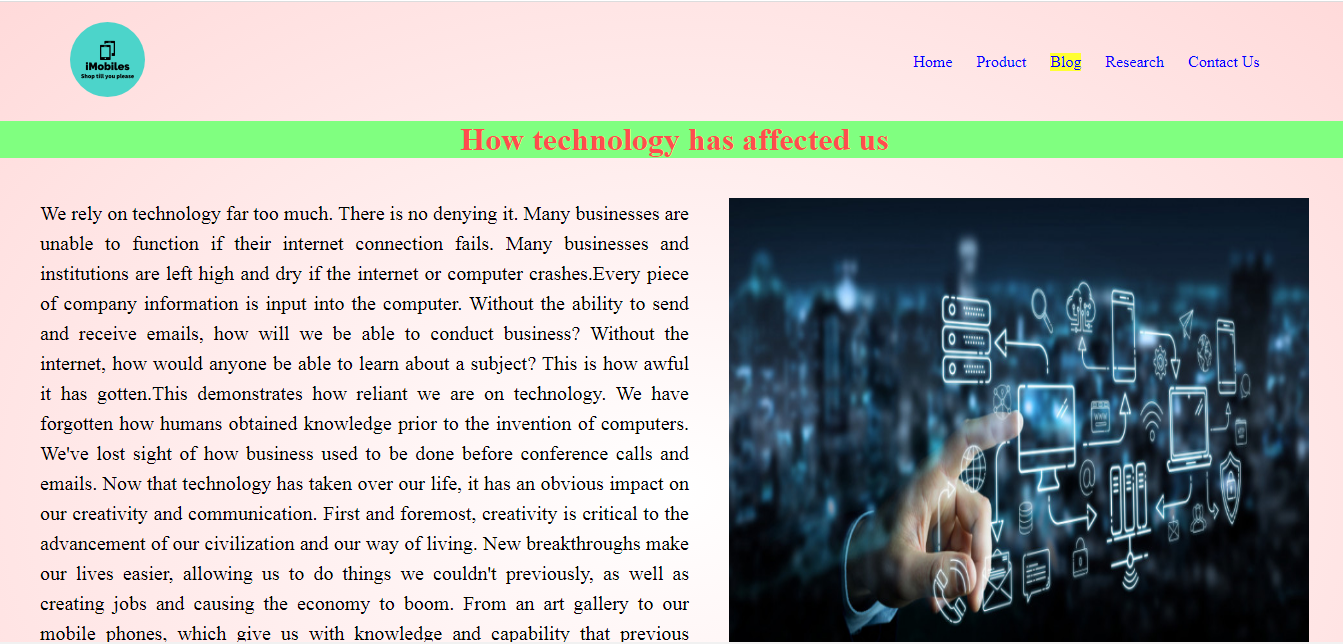 iMobiles
Shop till you please
Home Product Blog Research Contact Us
How technology has affected us
We rely on technology far too much. There is no denying it. Many businesses are
unable to function if their internet connection fails. Many businesses and
institutions are left high and dry if the internet or computer crashes.Every piece
of company information is input into the computer. Without the ability to send
and receive emails, how will we be able to conduct business? Without the
internet, how would anyone be able to learn about a subject? This is how awful
it has gotten.This demonstrates how reliant we are on technology. We have
forgotten how humans obtained knowledge prior to the invention of computers.
We've lost sight of how business used to be done before conference calls and
emails. Now that technology has taken over our life, it has an obvious impact on
our creativity and communication. First and foremost, creativity is critical to the
advancement of our civilization and our way of living. New breakthroughs make
our lives easier, allowing us to do things we couldn't previously, as well as
creating jobs and causing the economy to boom. From an art gallery to our
mobile phones, which give us with knowledge and capability that previous
WWW
@